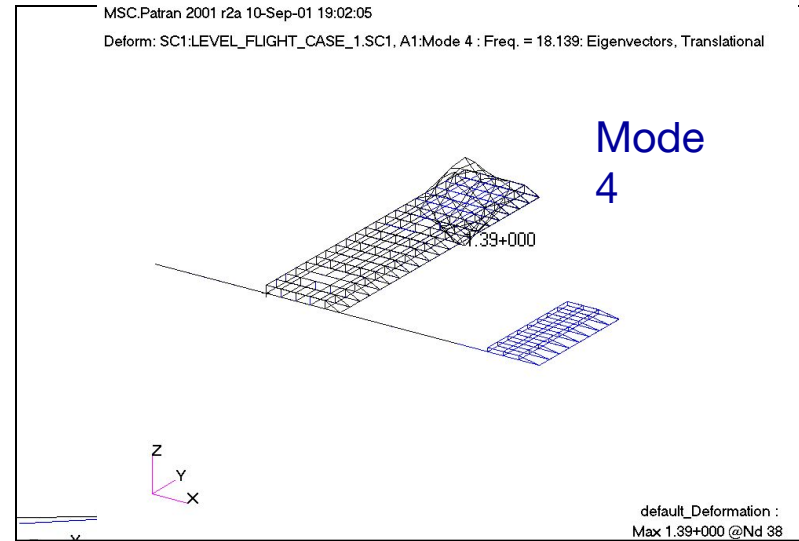 MSC.Patran 2001 r2a 10-Sep-01 19:02:05
Deform: SC1:LEVEL_FLIGHT_CASE_1.SC1, A1:Mode 4 : Freq. = 18.139: Eigenvectors, Translational
Mode
4
1.39+000
Z
Y
X
default_Deformation :
Max 1.39+000 @Nd 38